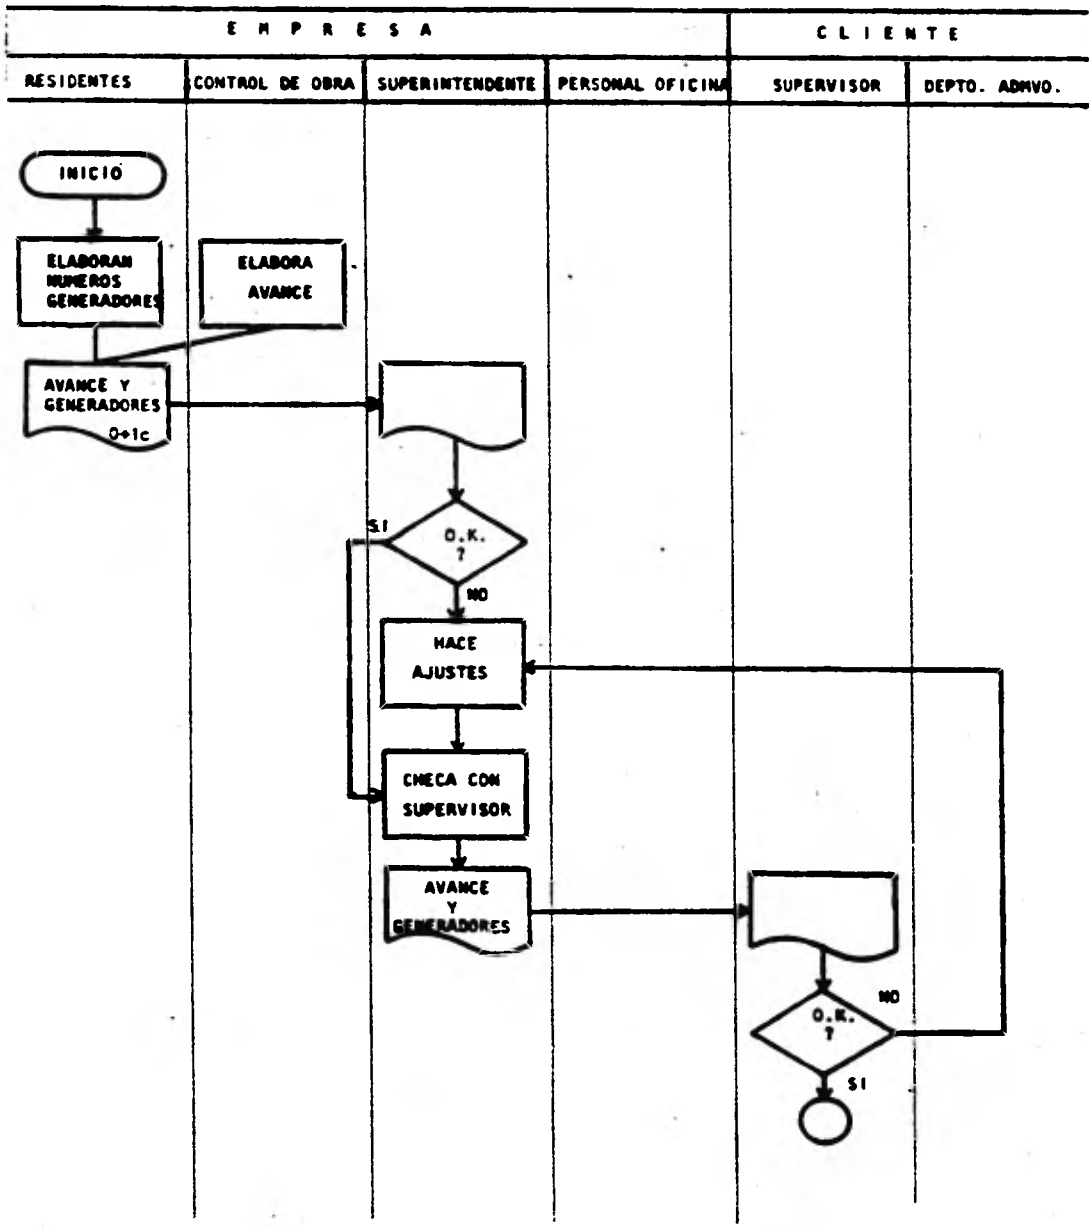 E M P R E S A
CLIENTE
RESIDENTES
CONTROL DE OBRA
SUPERINTENDENTE
PERSONAL OFICINA
SUPERVISOR
DEPTO. ADMVO.
INICIO
ELABORAN
NUMEROS
GENERADORES
ELABORA
AVANCE
AVANCE Y
GENERADORES
O+1c
SI
O.K.
?
NO
HACE
AJUSTES
CHECA CON
SUPERVISOR
AVANCE
Y
GENERADORES
NO
O.K.
?
SI